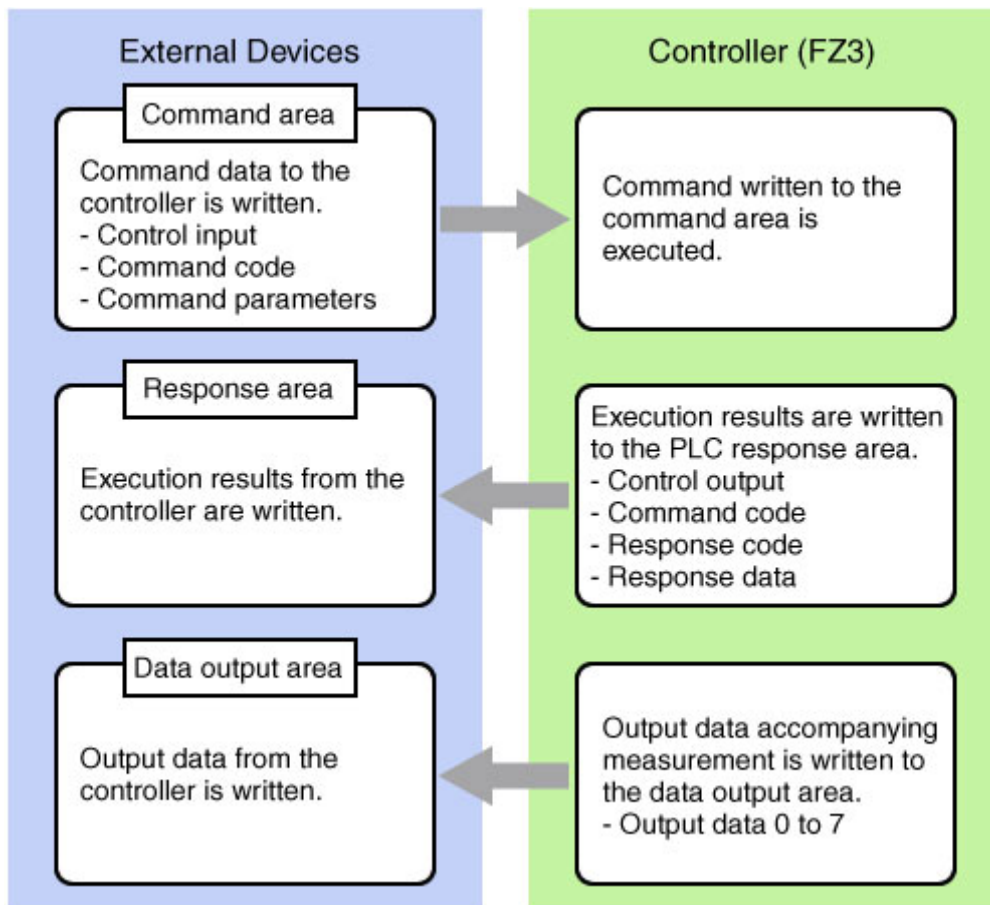 External Devices
Command area
Command data to the
controller is written.
- Control input
- Command code
- Command parameters
Response area
Execution results from the
controller are written.
Data output area
Output data from the
controller is written.
Controller (FZ3)
Command written to the
command area is
executed.
Execution results are written
to the PLC response area.
- Control output
- Command code
- Response code
- Response data
Output data accompanying
measurement is written to
the data output area.
- Output data 0 to 7